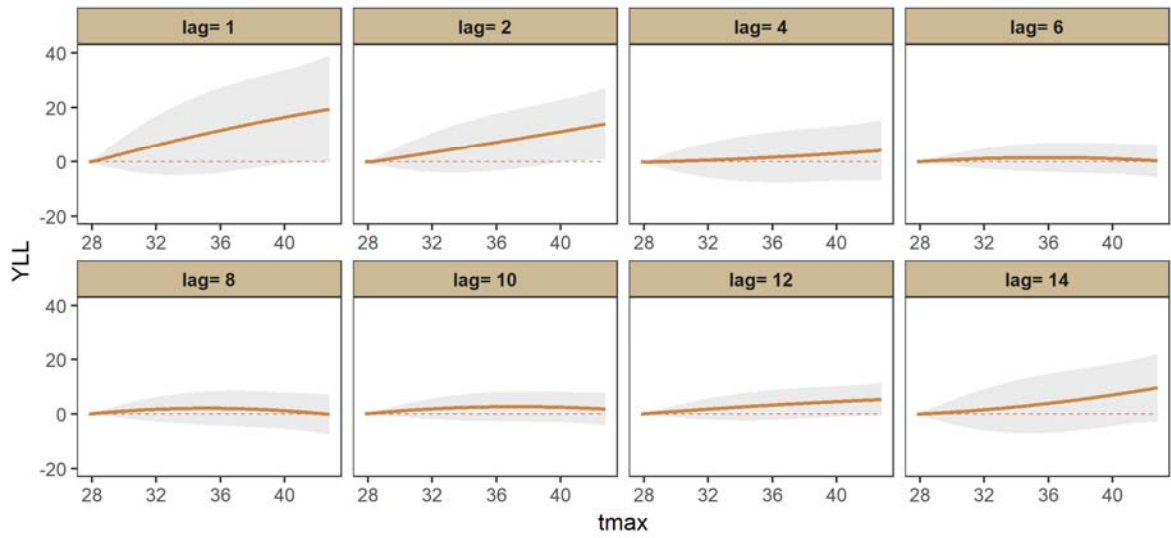 lag= 1
lag= 2
lag= 4
lag= 6
40
20
0
-20
28 32 36 40
28 32 36 40
28 32 36 40
28 32 36 40
YLL
lag= 8
lag= 10
lag= 12
lag= 14
40
20
0
-20
28 32 36 40
28 32 36 40
28 32 36 40
28 32 36 40
tmax